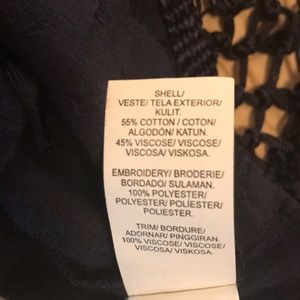 SHELL/
VESTE/ TELA EXTERIOR/
KULIT.
55% COTTON/ COTON/
ALGODÓN/ KATUN.
45% VISCOSE/ VISCOSE/
VISCOSA/ VISKOSA.
EMBROIDERY/ BRODERIE/
BORDADO/ SULAMAN.
100% POLYESTER/
POLYESTER/ POLIESTER/
POLIESTER.
TRIM/ BORDURE/
ADORNAR/ PINGGIRAN.
100% VISCOSE/ VISCOSE/
VISCOSA/ VISKOSA.